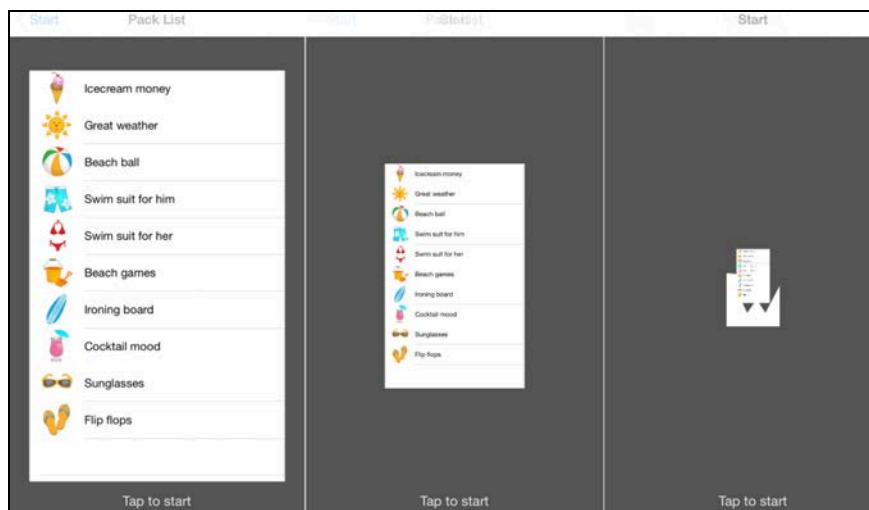 Start Pack List
Icecream money
Great weather
Beach ball
Swim suit for him
Swim suit for her
Beach games
Ironing board
Cocktail mood
Sunglasses
Flip flops
Tap to start
Start
Icecream money
Great weather
Beach ball
Swim suit for him
Swim suit for her
Beach games
Ironing board
Cocktail mood
Sunglasses
Flip flops
Tap to start
Start
Tap to start